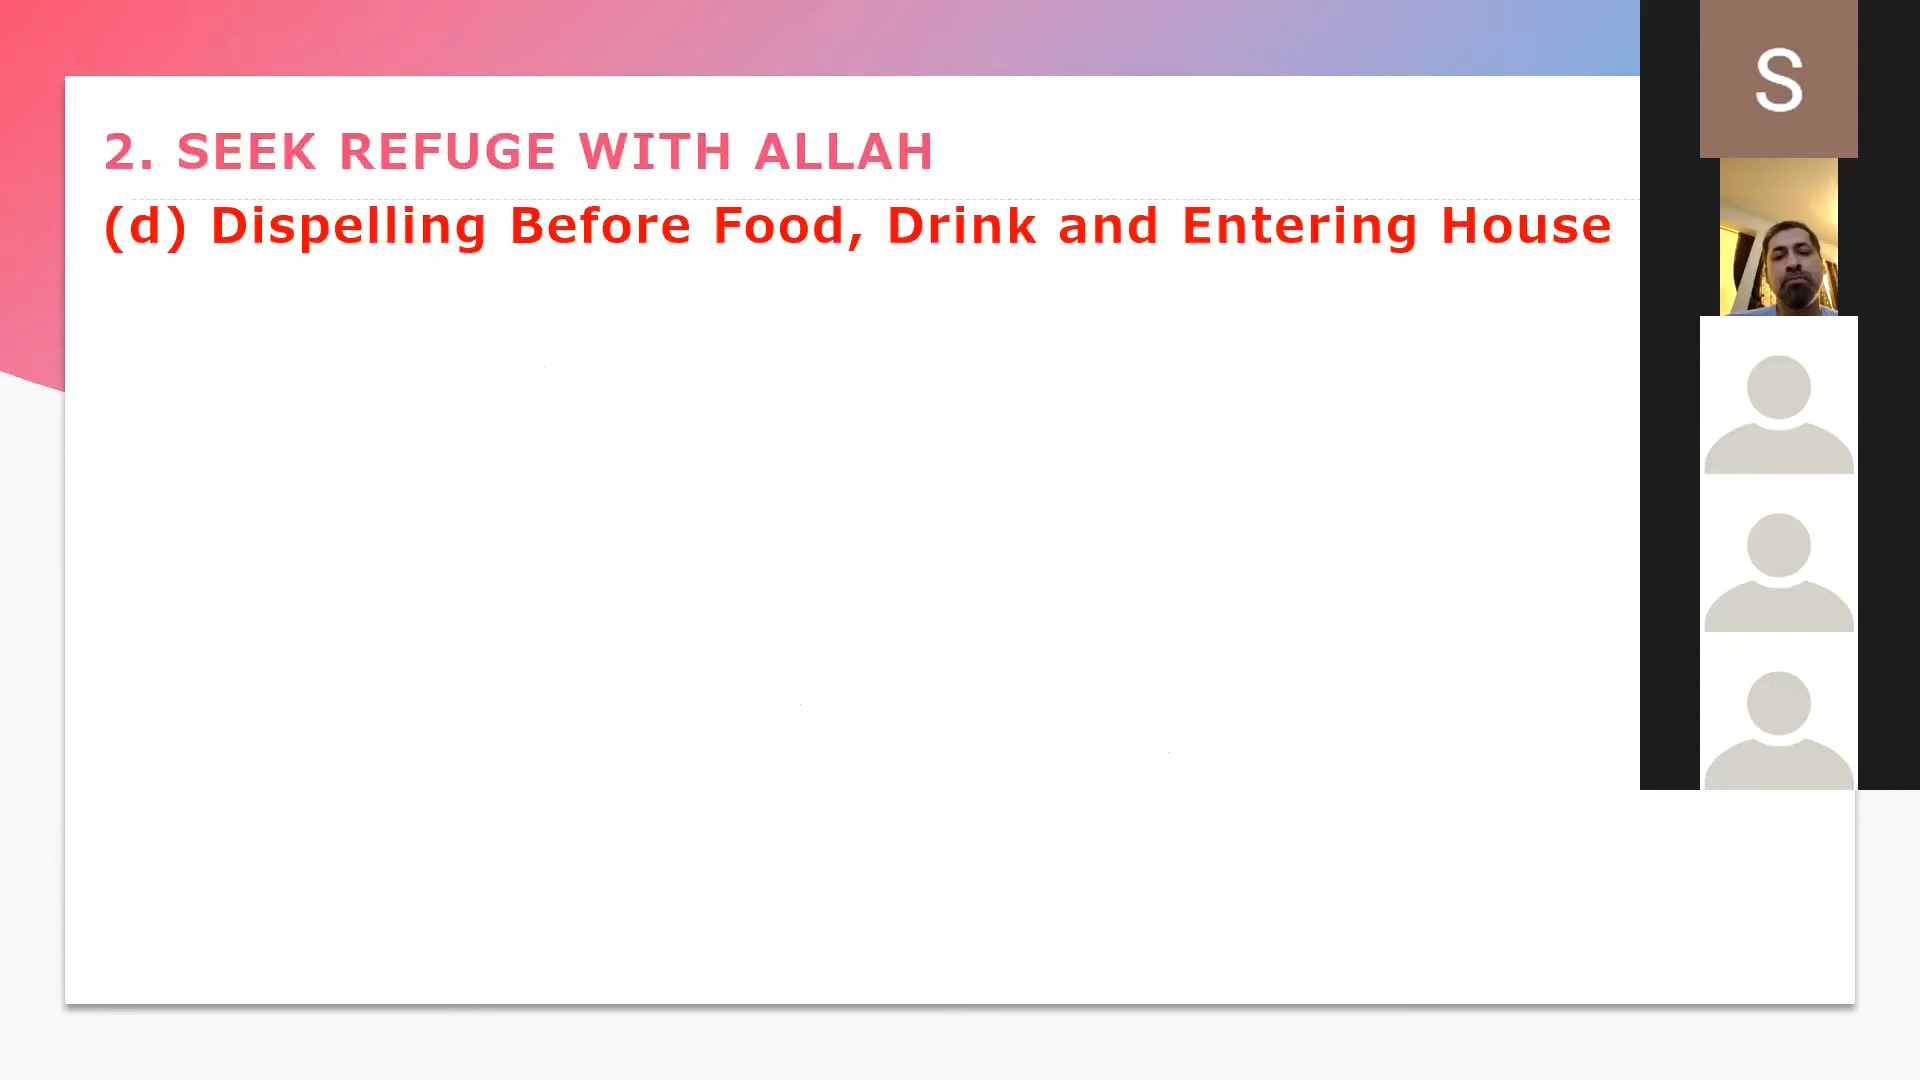 2. SEEK REFUGE WITH ALLAH
(d) Dispelling Before Food, Drink and Entering House
S